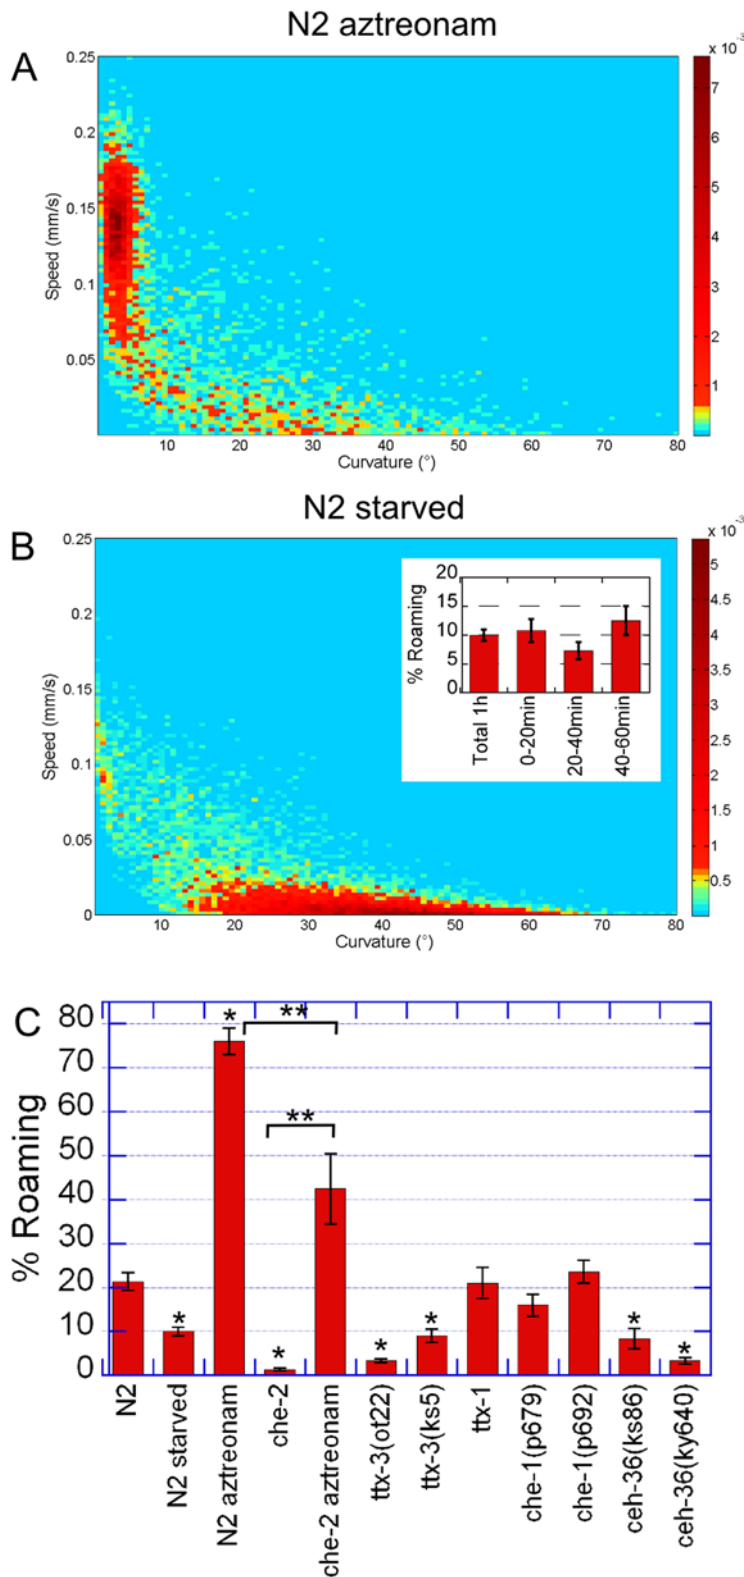 N2 aztreonam
A
x 10⁻³
0.25
0.2
0.15
0.1
0.05
Speed (mm/s)
10 20 30 40 50 60 70 80
Curvature (°)
7
6
5
4
3
2
1
N2 starved
B
x 10⁻³
0.25
0.2
0.15
0.1
0.05
0
Speed (mm/s)
10 20 30 40 50 60 70 80
Curvature (°)
5
4.5
4
3.5
3
2.5
2
1.5
1
0.5
% Roaming
20
15
10
5
0
Total 1h
0-20min
20-40min
40-60min
C
% Roaming
80
70
60
50
40
30
20
10
0
*
**
**
*
*
*
*
*
*
N2
N2 starved
N2 aztreonam
che-2
che-2 aztreonam
ttx-3(ot22)
ttx-3(ks5)
ttx-1
che-1(p679)
che-1(p692)
ceh-36(ks86)
ceh-36(ky640)